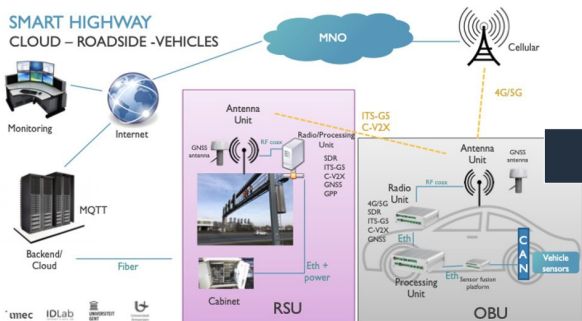 SMART HIGHWAY
CLOUD – ROADSIDE -VEHICLES
MNO
Cellular
4G/5G
Monitoring
Internet
MQTT
Backend/
Cloud
Fiber
Antenna
Unit
GNSS
antenna
RF coax
Radio/Processing
Unit
SDR
ITS-G5
C-V2X
GNSS
GPP
Eth +
power
Cabinet
RSU
ITS-G5
C-V2X
Antenna
Unit
GNSS
antenna
RF coax
Radio
Unit
4G/5G
SDR
ITS-G5
C-V2X
GNSS
Eth
Processing
Unit
Eth
Sensor fusion
platform
CAN
Vehicle
sensors
OBU
imec
IDLab
UNIVERSITEIT
GENT